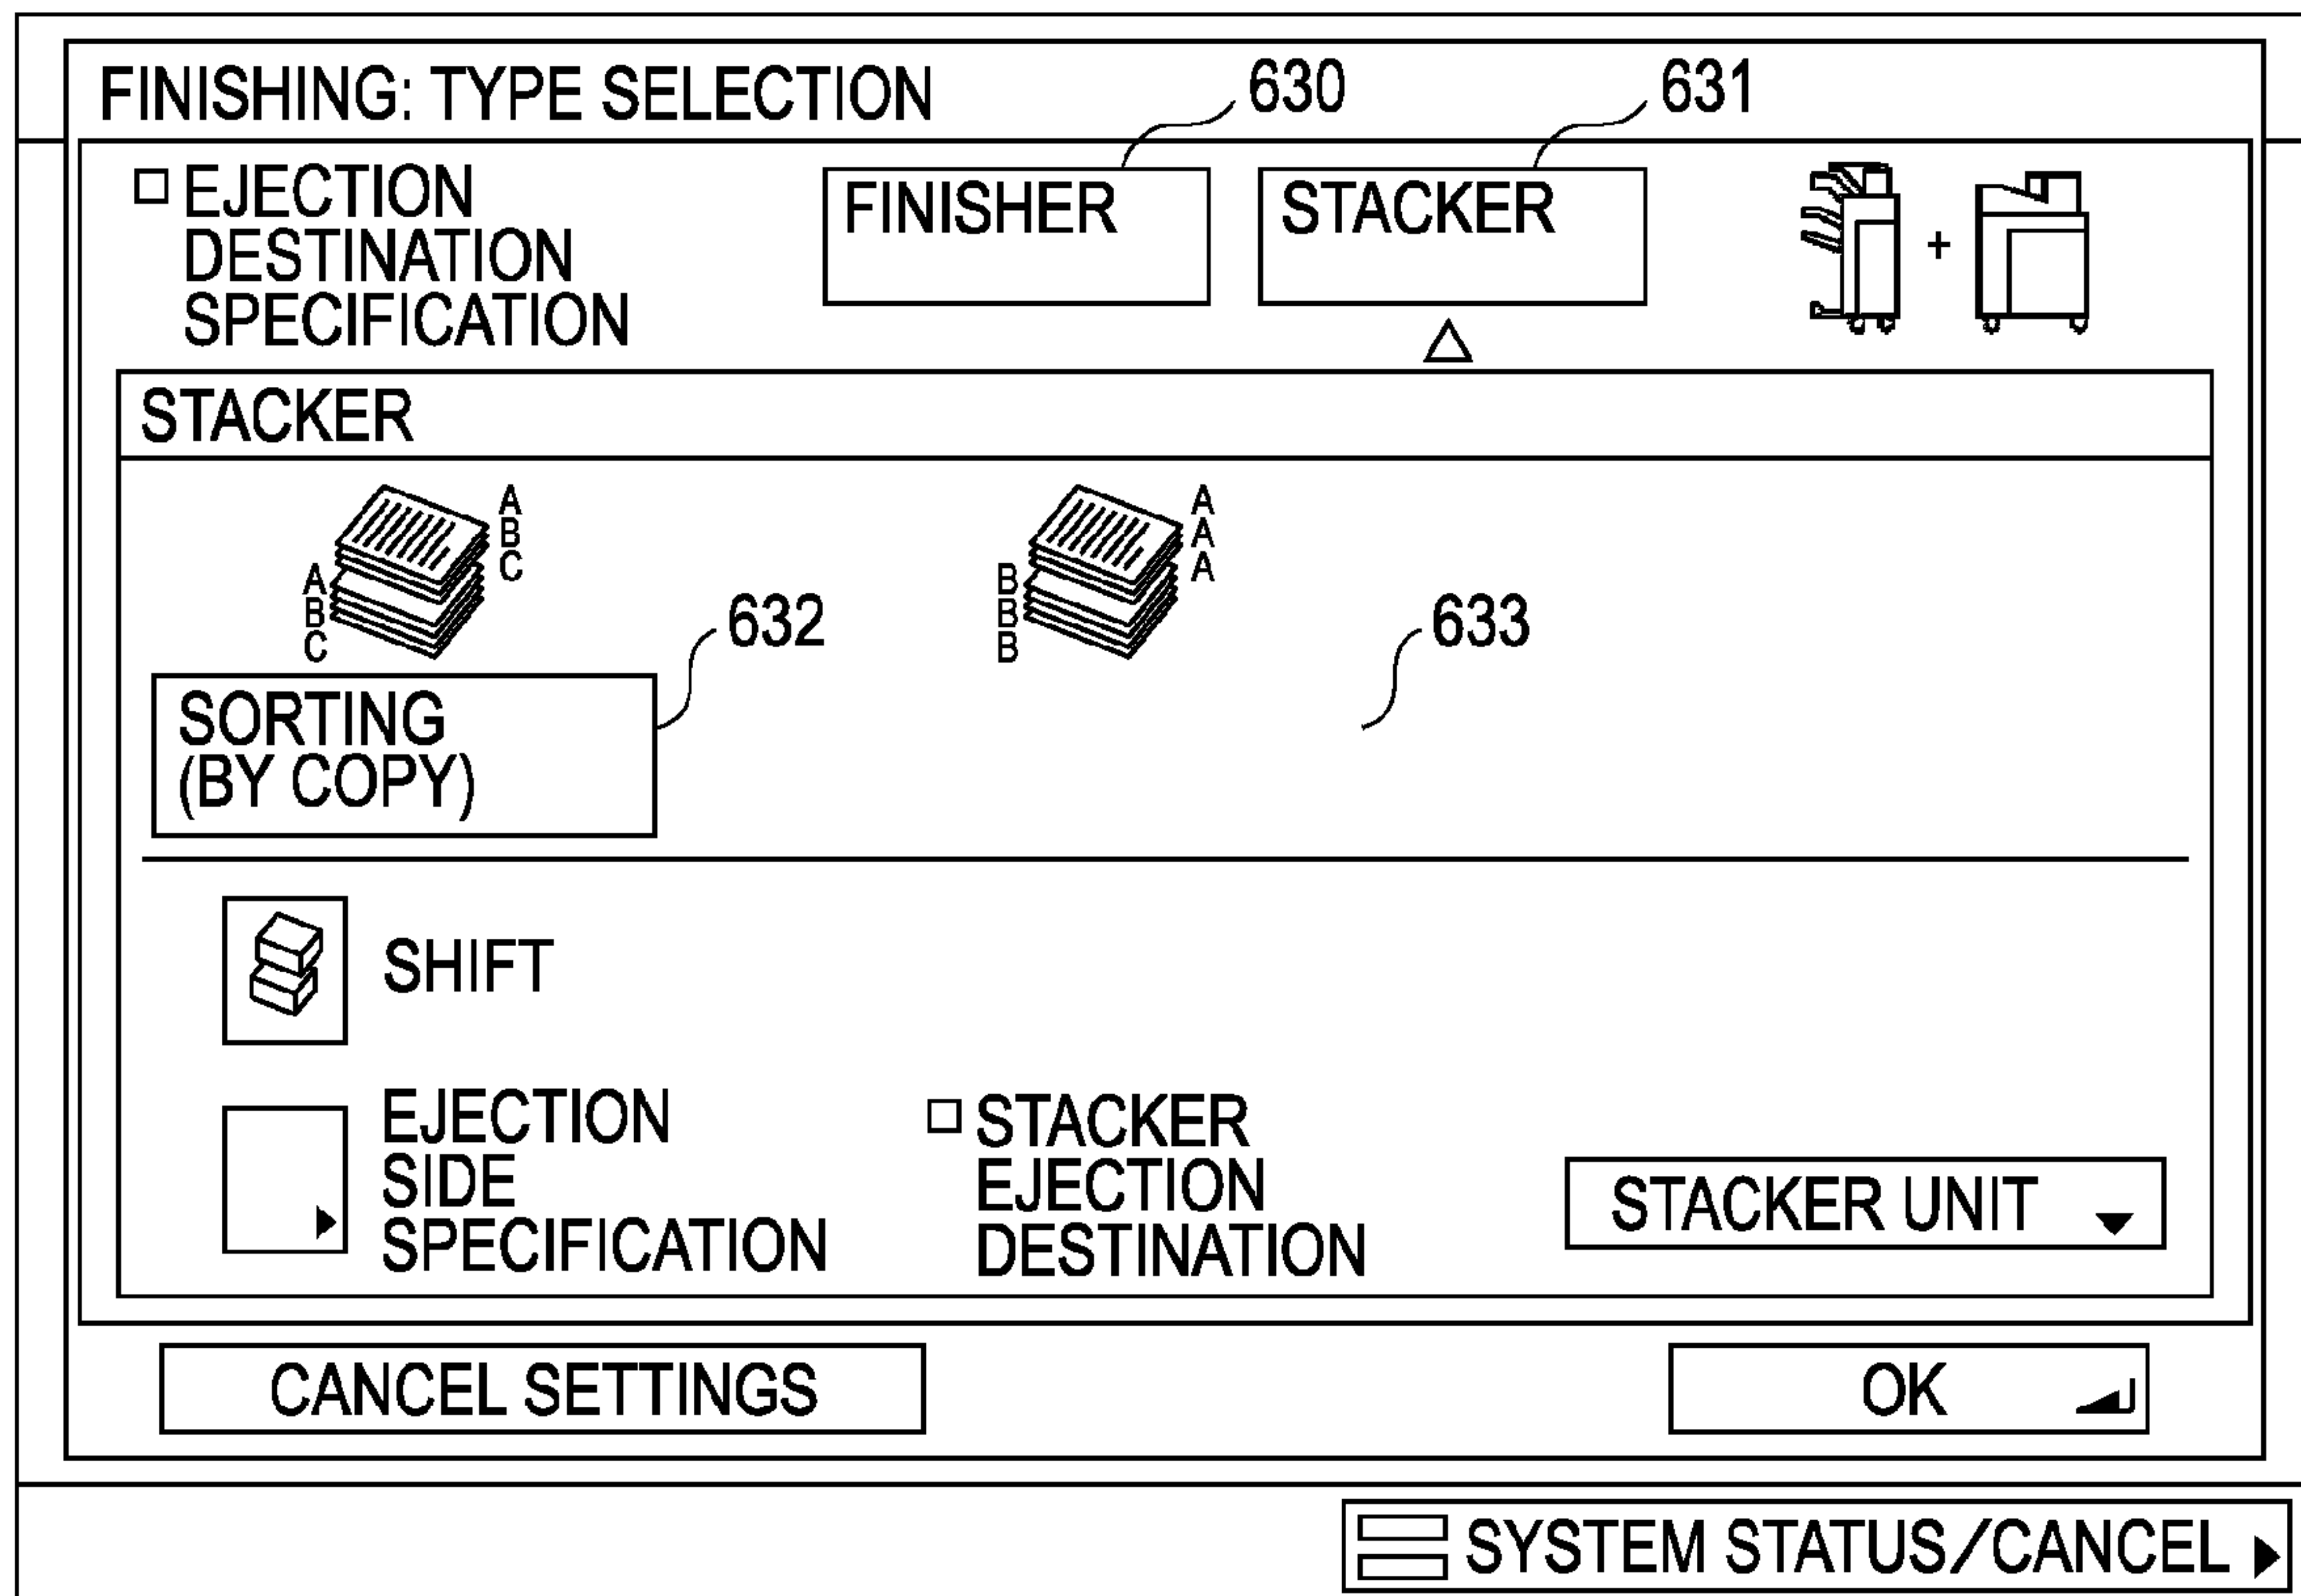 FINISHING: TYPE SELECTION
630
631
EJECTION
DESTINATION
SPECIFICATION
FINISHER
STACKER
+
STACKER
A
B
C
A
B
C
632
A
A
A
B
B
B
633
SORTING
(BY COPY)
SHIFT
EJECTION
SIDE
SPECIFICATION
STACKER
EJECTION
DESTINATION
STACKER UNIT
CANCEL SETTINGS
OK
SYSTEM STATUS/CANCEL